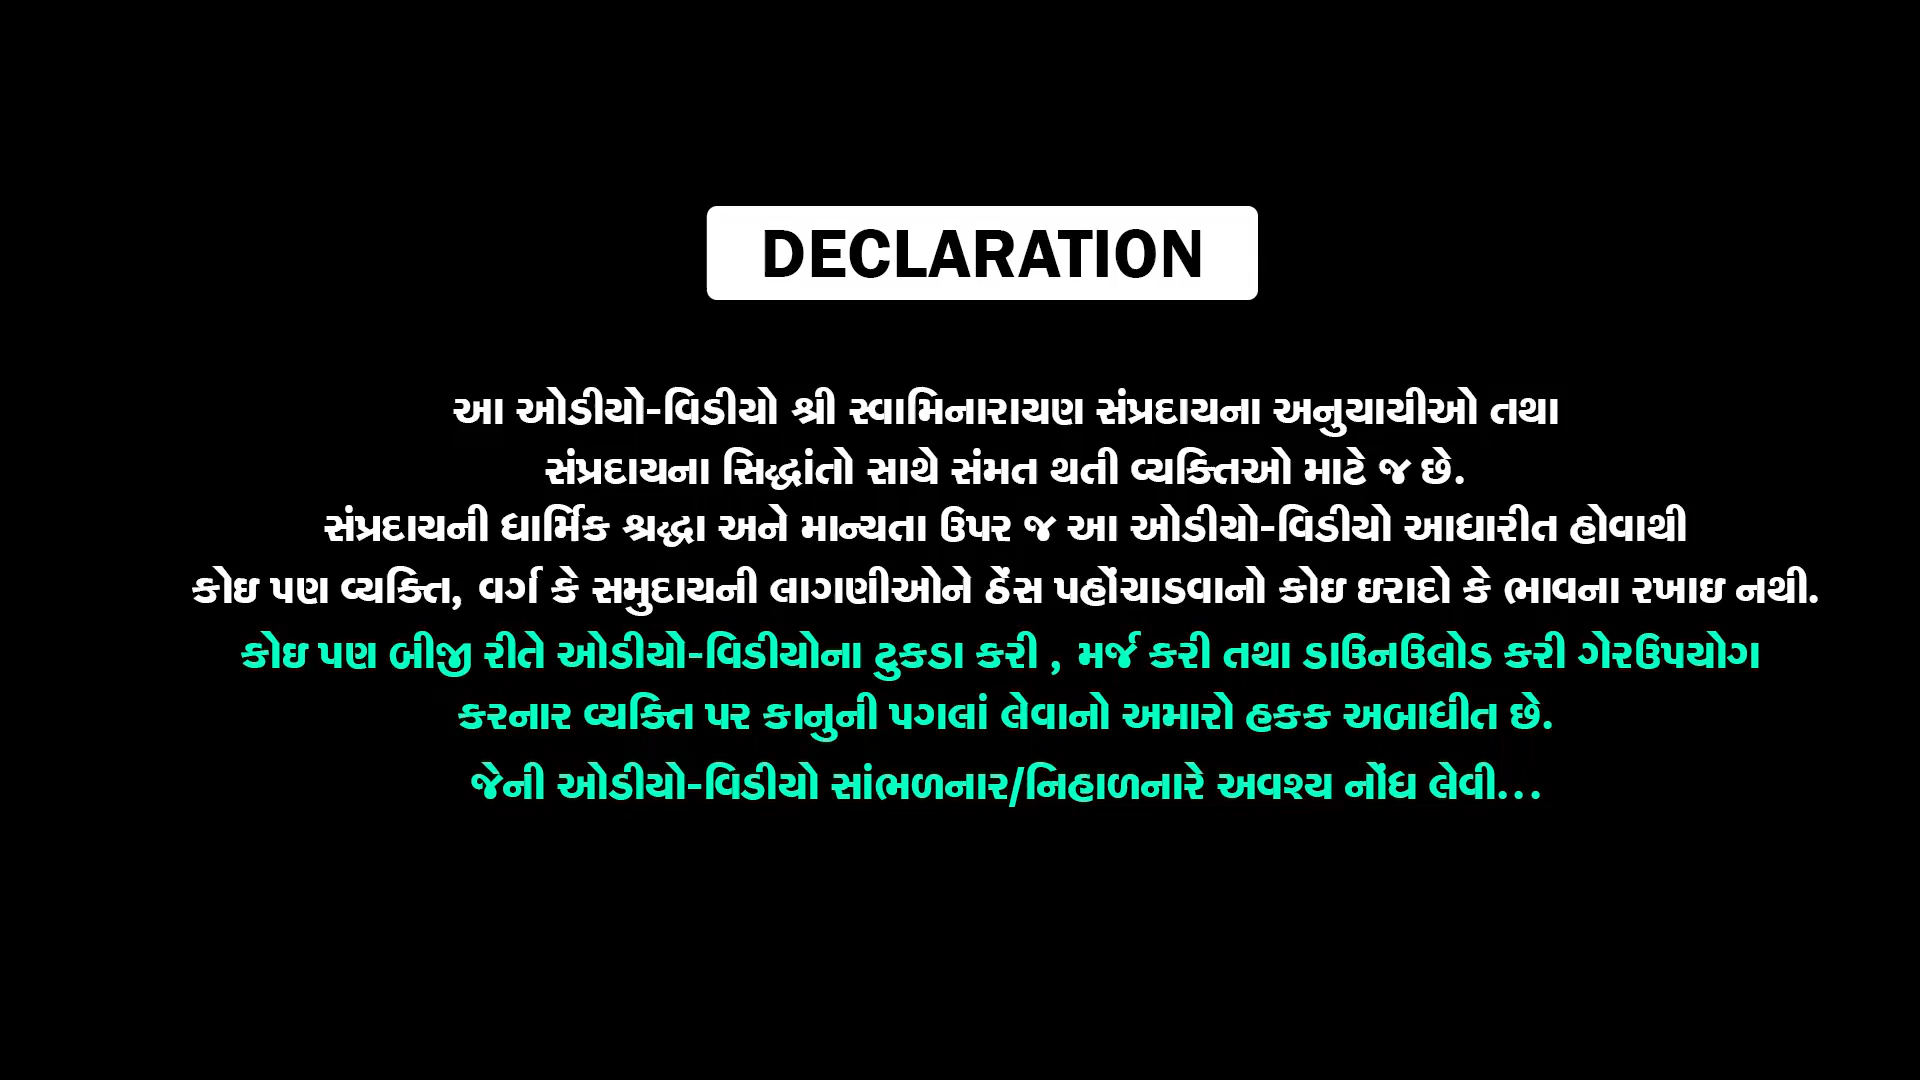 DECLARATION
આ ઓડીયો-વિડીયો શ્રી સ્વામિનારાયણ સંપ્રદાયના અનુયાયીઓ તથા
સંપ્રદાયના સિદ્ધાંતો સાથે સંમત થતી વ્યક્તિઓ માટે જ છે.
સંપ્રદાયની ધાર્મિક શ્રદ્ધા અને માન્યતા ઉપર જ આ ઓડીયો-વિડીયો આધારીત હોવાથી
કોઇ પણ વ્યક્તિ, વર્ગ કે સમુદાયની લાગણીઓને ઠેંસ પહોંચાડવાનો કોઇ ઇરાદો કે ભાવના રખાઇ નથી.
કોઇ પણ બીજી રીતે ઓડીયો-વિડીયોના ટુકડા કરી , મર્જ કરી તથા ડાઉનઉલોડ કરી ગેરઉપયોગ
કરનાર વ્યક્તિ પર કાનુની પગલાં લેવાનો અમારો હકક અબાધીત છે.
જેની ઓડીયો-વિડીયો સાંભળનાર/નિહાળનારે અવશ્ય નોંધ લેવી...